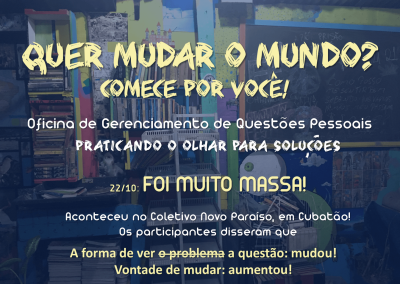 QUER MUDAR O MUNDO?
COMECE POR VOCÊ!
Oficina de Gerenciamento de Questões Pessoais
PRATICANDO O OLHAR PARA SOLUÇÕES
22/10: FOI MUITO MASSA!
Aconteceu no Coletivo Novo Paraíso, em Cubatão!
Os participantes disseram que
A forma de ver o problema a questão: mudou!
Vontade de mudar: aumentou!